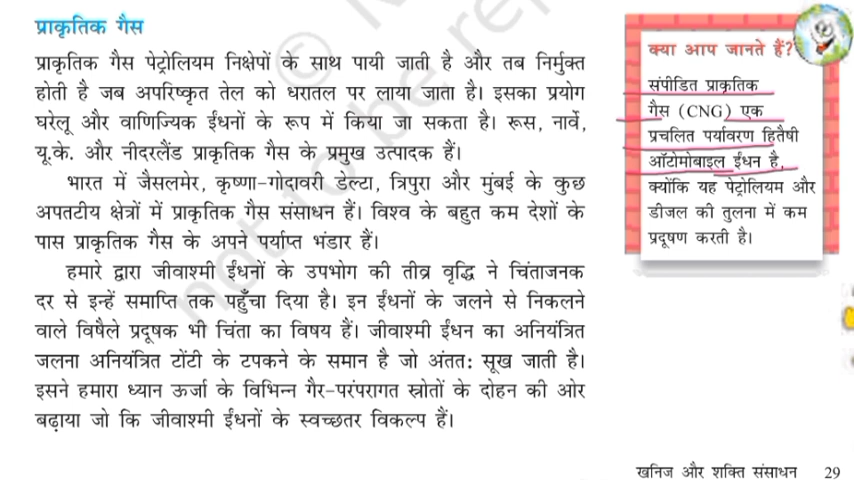 प्राकृतिक गैस
प्राकृतिक गैस पेट्रोलियम निक्षेपों के साथ पायी जाती है और तब निर्मुक्त
होती है जब अपरिष्कृत तेल को धरातल पर लाया जाता है। इसका प्रयोग
घरेलू और वाणिज्यिक ईंधनों के रूप में किया जा सकता है। रूस, नार्वे,
यू.के. और नीदरलैंड प्राकृतिक गैस के प्रमुख उत्पादक हैं।
भारत में जैसलमेर, कृष्णा-गोदावरी डेल्टा, त्रिपुरा और मुंबई के कुछ
अपतटीय क्षेत्रों में प्राकृतिक गैस संसाधन हैं। विश्व के बहुत कम देशों के
पास प्राकृतिक गैस के अपने पर्याप्त भंडार हैं।
हमारे द्वारा जीवाश्मी ईंधनों के उपभोग की तीव्र वृद्धि ने चिंताजनक
दर से इन्हें समाप्ति तक पहुँचा दिया है। इन ईंधनों के जलने से निकलने
वाले विषैले प्रदूषक भी चिंता का विषय हैं। जीवाश्मी ईंधन का अनियंत्रित
जलना अनियंत्रित टोंटी के टपकने के समान है जो अंतत: सूख जाती है।
इसने हमारा ध्यान ऊर्जा के विभिन्न गैर-परंपरागत स्रोतों के दोहन की ओर
बढ़ाया जो कि जीवाश्मी ईंधनों के स्वच्छतर विकल्प हैं।
क्या आप जानते हैं?
संपीडित प्राकृतिक
गैस (CNG) एक
प्रचलित पर्यावरण हितैषी
ऑटोमोबाइल ईंधन है,
क्योंकि यह पेट्रोलियम और
डीजल की तुलना में कम
प्रदूषण करती है।
खनिज और शक्ति संसाधन 29
not to be re